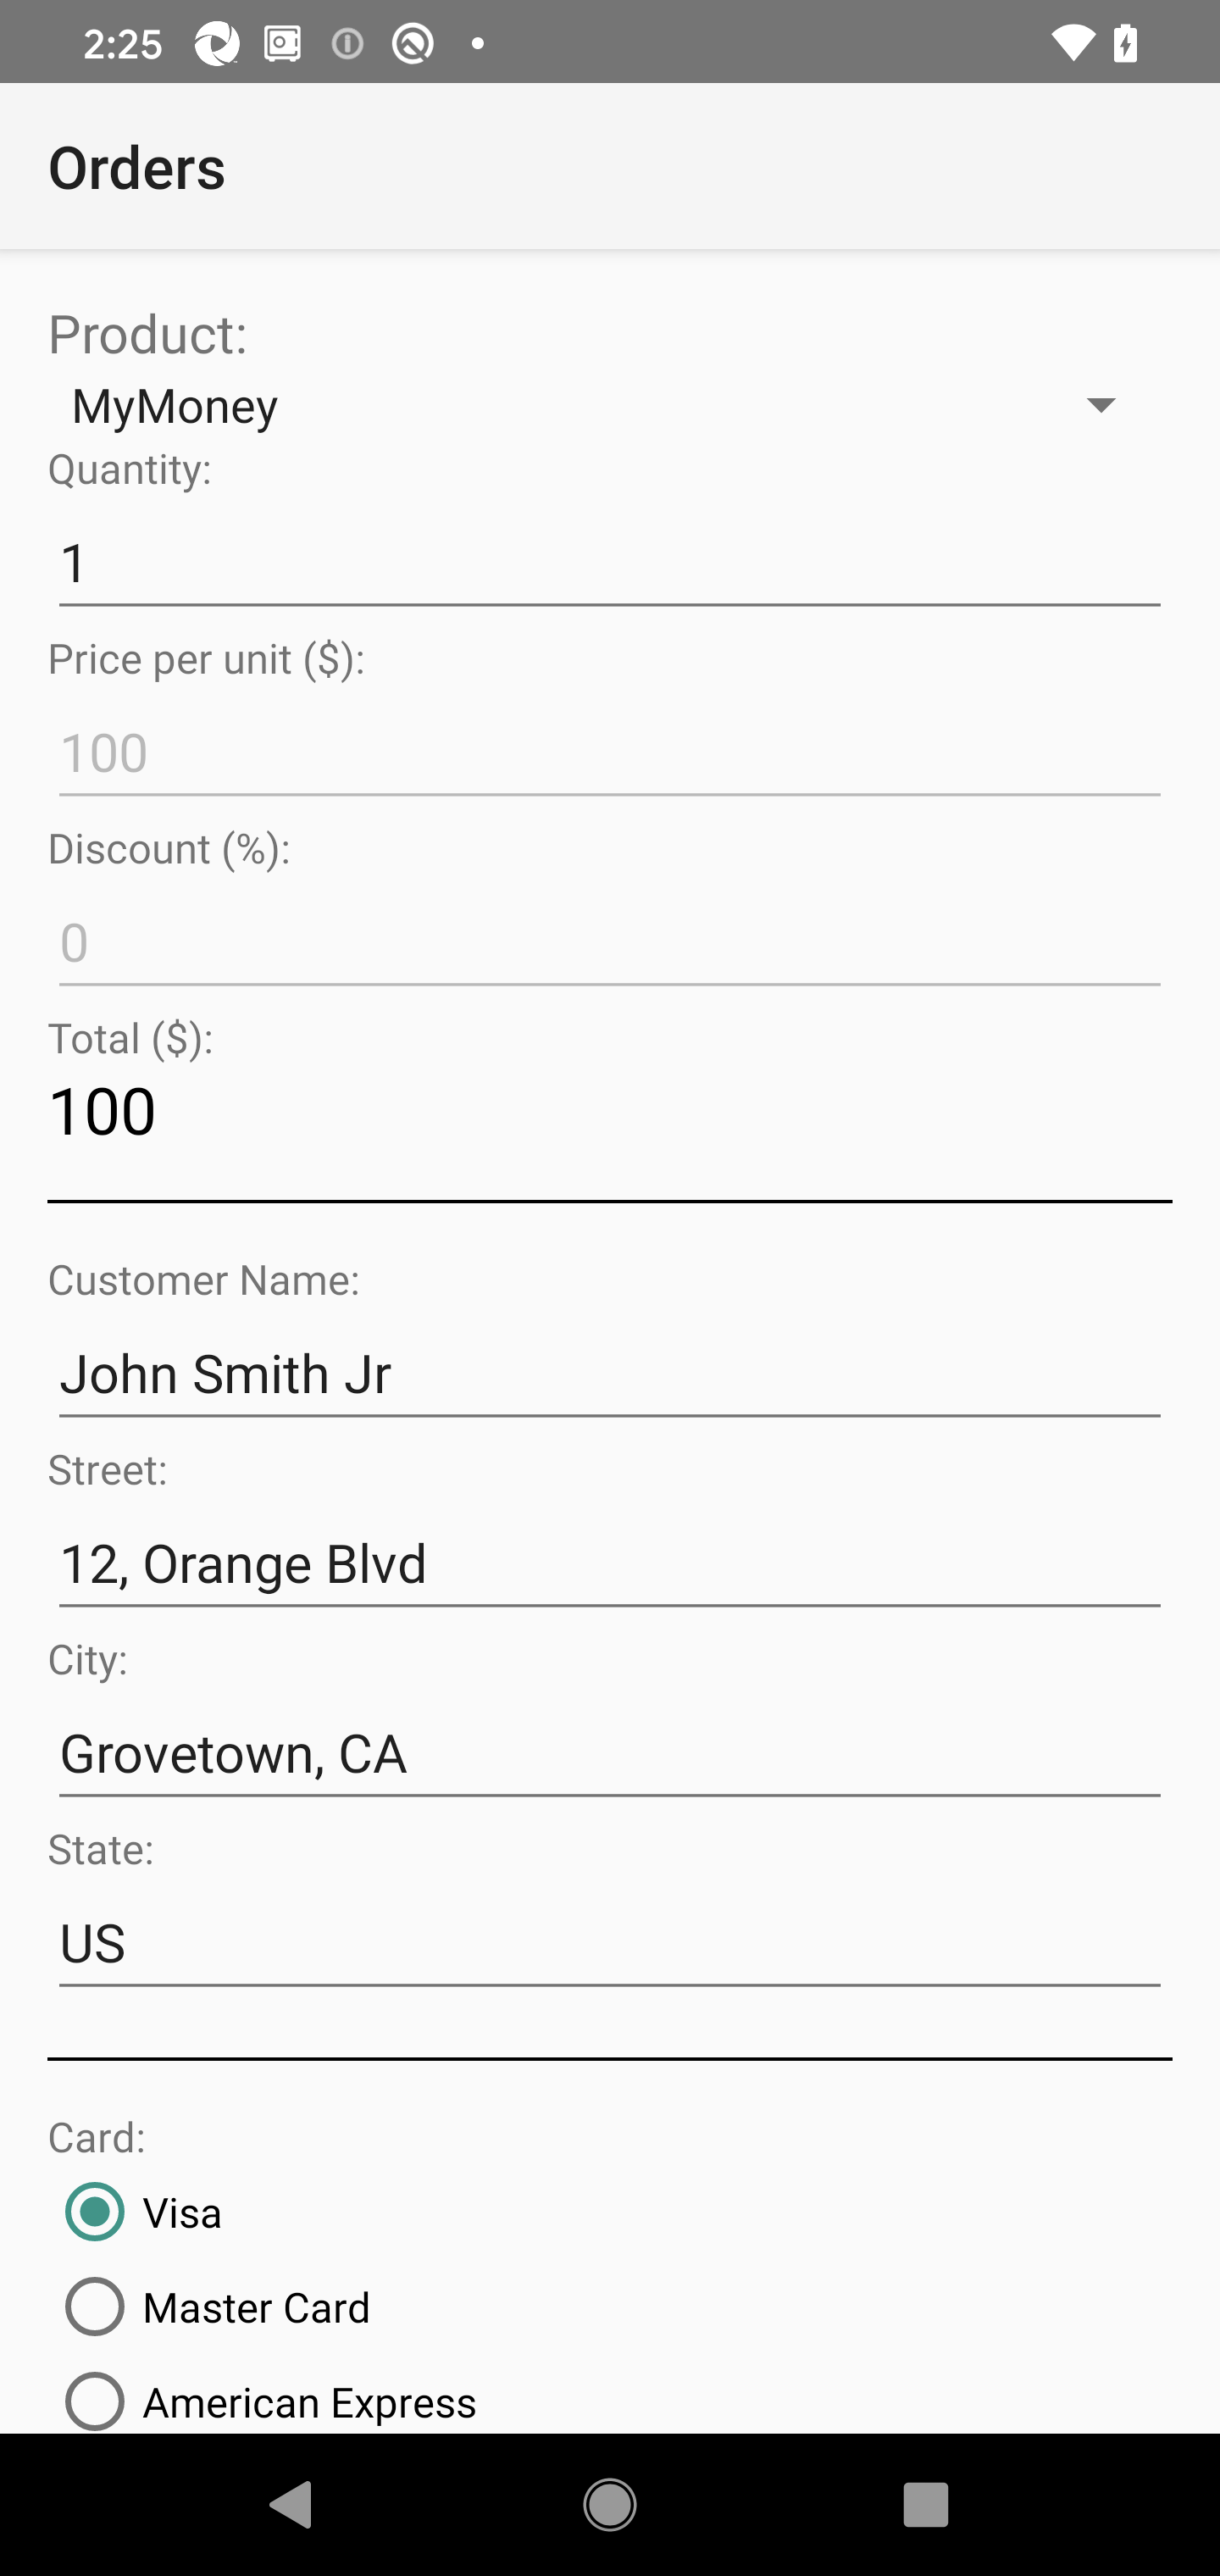 2:25
Orders
Product:
MyMoney
Quantity:
1
Price per unit ($):
100
Discount (%):
0
Total ($):
100
Customer Name:
John Smith Jr
Street:
12, Orange Blvd
City:
Grovetown, CA
State:
US
Card:
Visa
Master Card
American Express